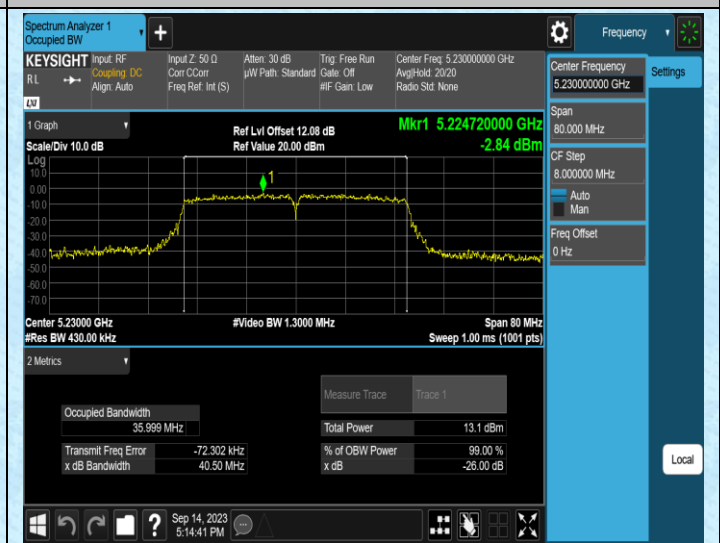 Spectrum Analyzer 1
Occupied BW
+
Frequency
KEYSIGHT
R L
LXI
Input: RF
Coupling: DC
Align: Auto
Input Z: 50 Ω
Corr CCorr
Freq Ref: Int (S)
Atten: 30 dB
µW Path: Standard
Trig: Free Run
Gate: Off
#IF Gain: Low
Center Freq: 5.230000000 GHz
Avg|Hold: 20/20
Radio Std: None
Center Frequency
5.230000000 GHz
Settings
Span
80.000 MHz
CF Step
8.000000 MHz
Auto
Man
Freq Offset
0 Hz
1 Graph
Scale/Div 10.0 dB
Ref Lvl Offset 12.08 dB
Ref Value 20.00 dBm
Mkr1 5.224720000 GHz
-2.84 dBm
Log
10.0
0.00
-10.0
-20.0
-30.0
-40.0
-50.0
-60.0
-70.0
1
Center 5.23000 GHz
#Res BW 430.00 kHz
#Video BW 1.3000 MHz
Span 80 MHz
Sweep 1.00 ms (1001 pts)
2 Metrics
Measure Trace
Trace 1
Occupied Bandwidth
35.999 MHz
Total Power
13.1 dBm
Transmit Freq Error
-72.302 kHz
% of OBW Power
99.00 %
x dB Bandwidth
40.50 MHz
x dB
-26.00 dB
Local
?
Sep 14, 2023
5:14:41 PM